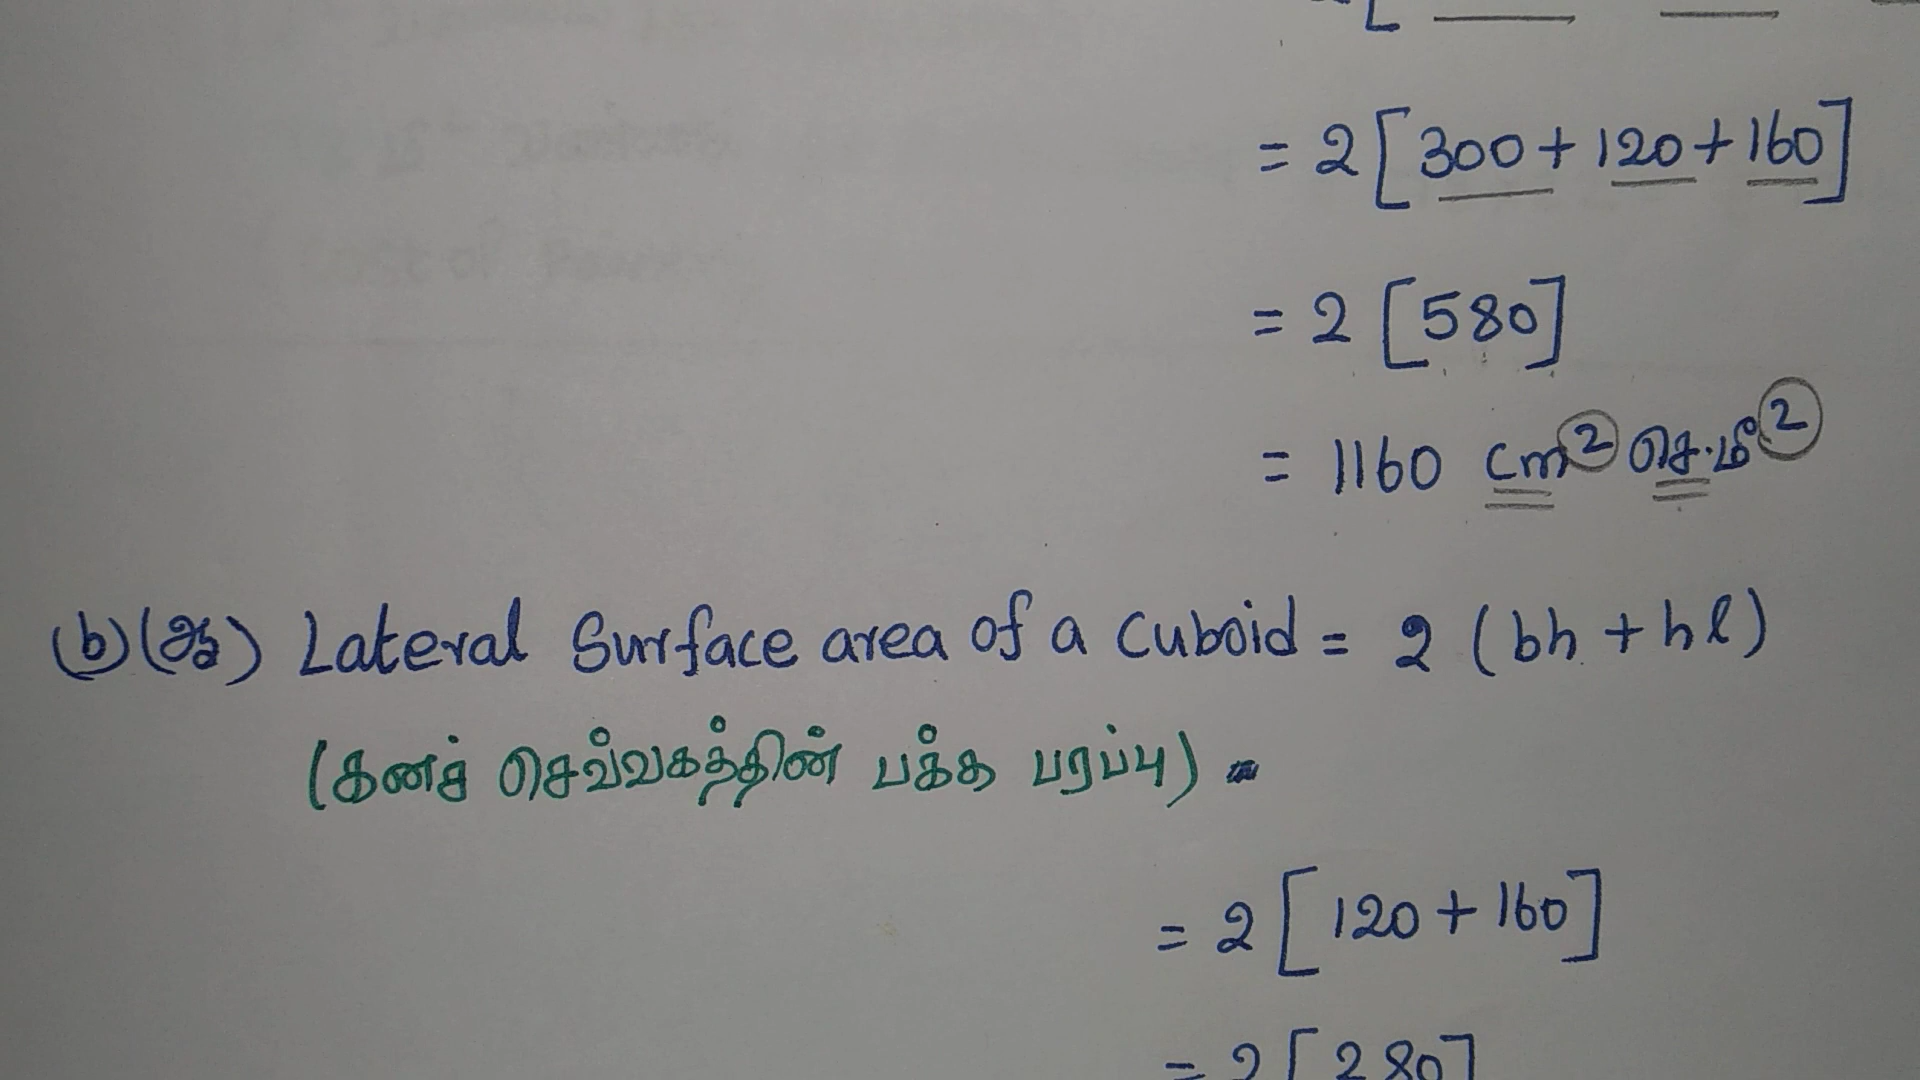 = 2 [300 + 120 + 160]
= 2 [580]
= 1160 cm² செ.மீ²
(b) (ஆ) Lateral Surface area of a Cuboid = 2 (bh + hl)
(கனச் செவ்வகத்தின் பக்க பரப்பு)
= 2 [120 + 160]
= 2 [280]